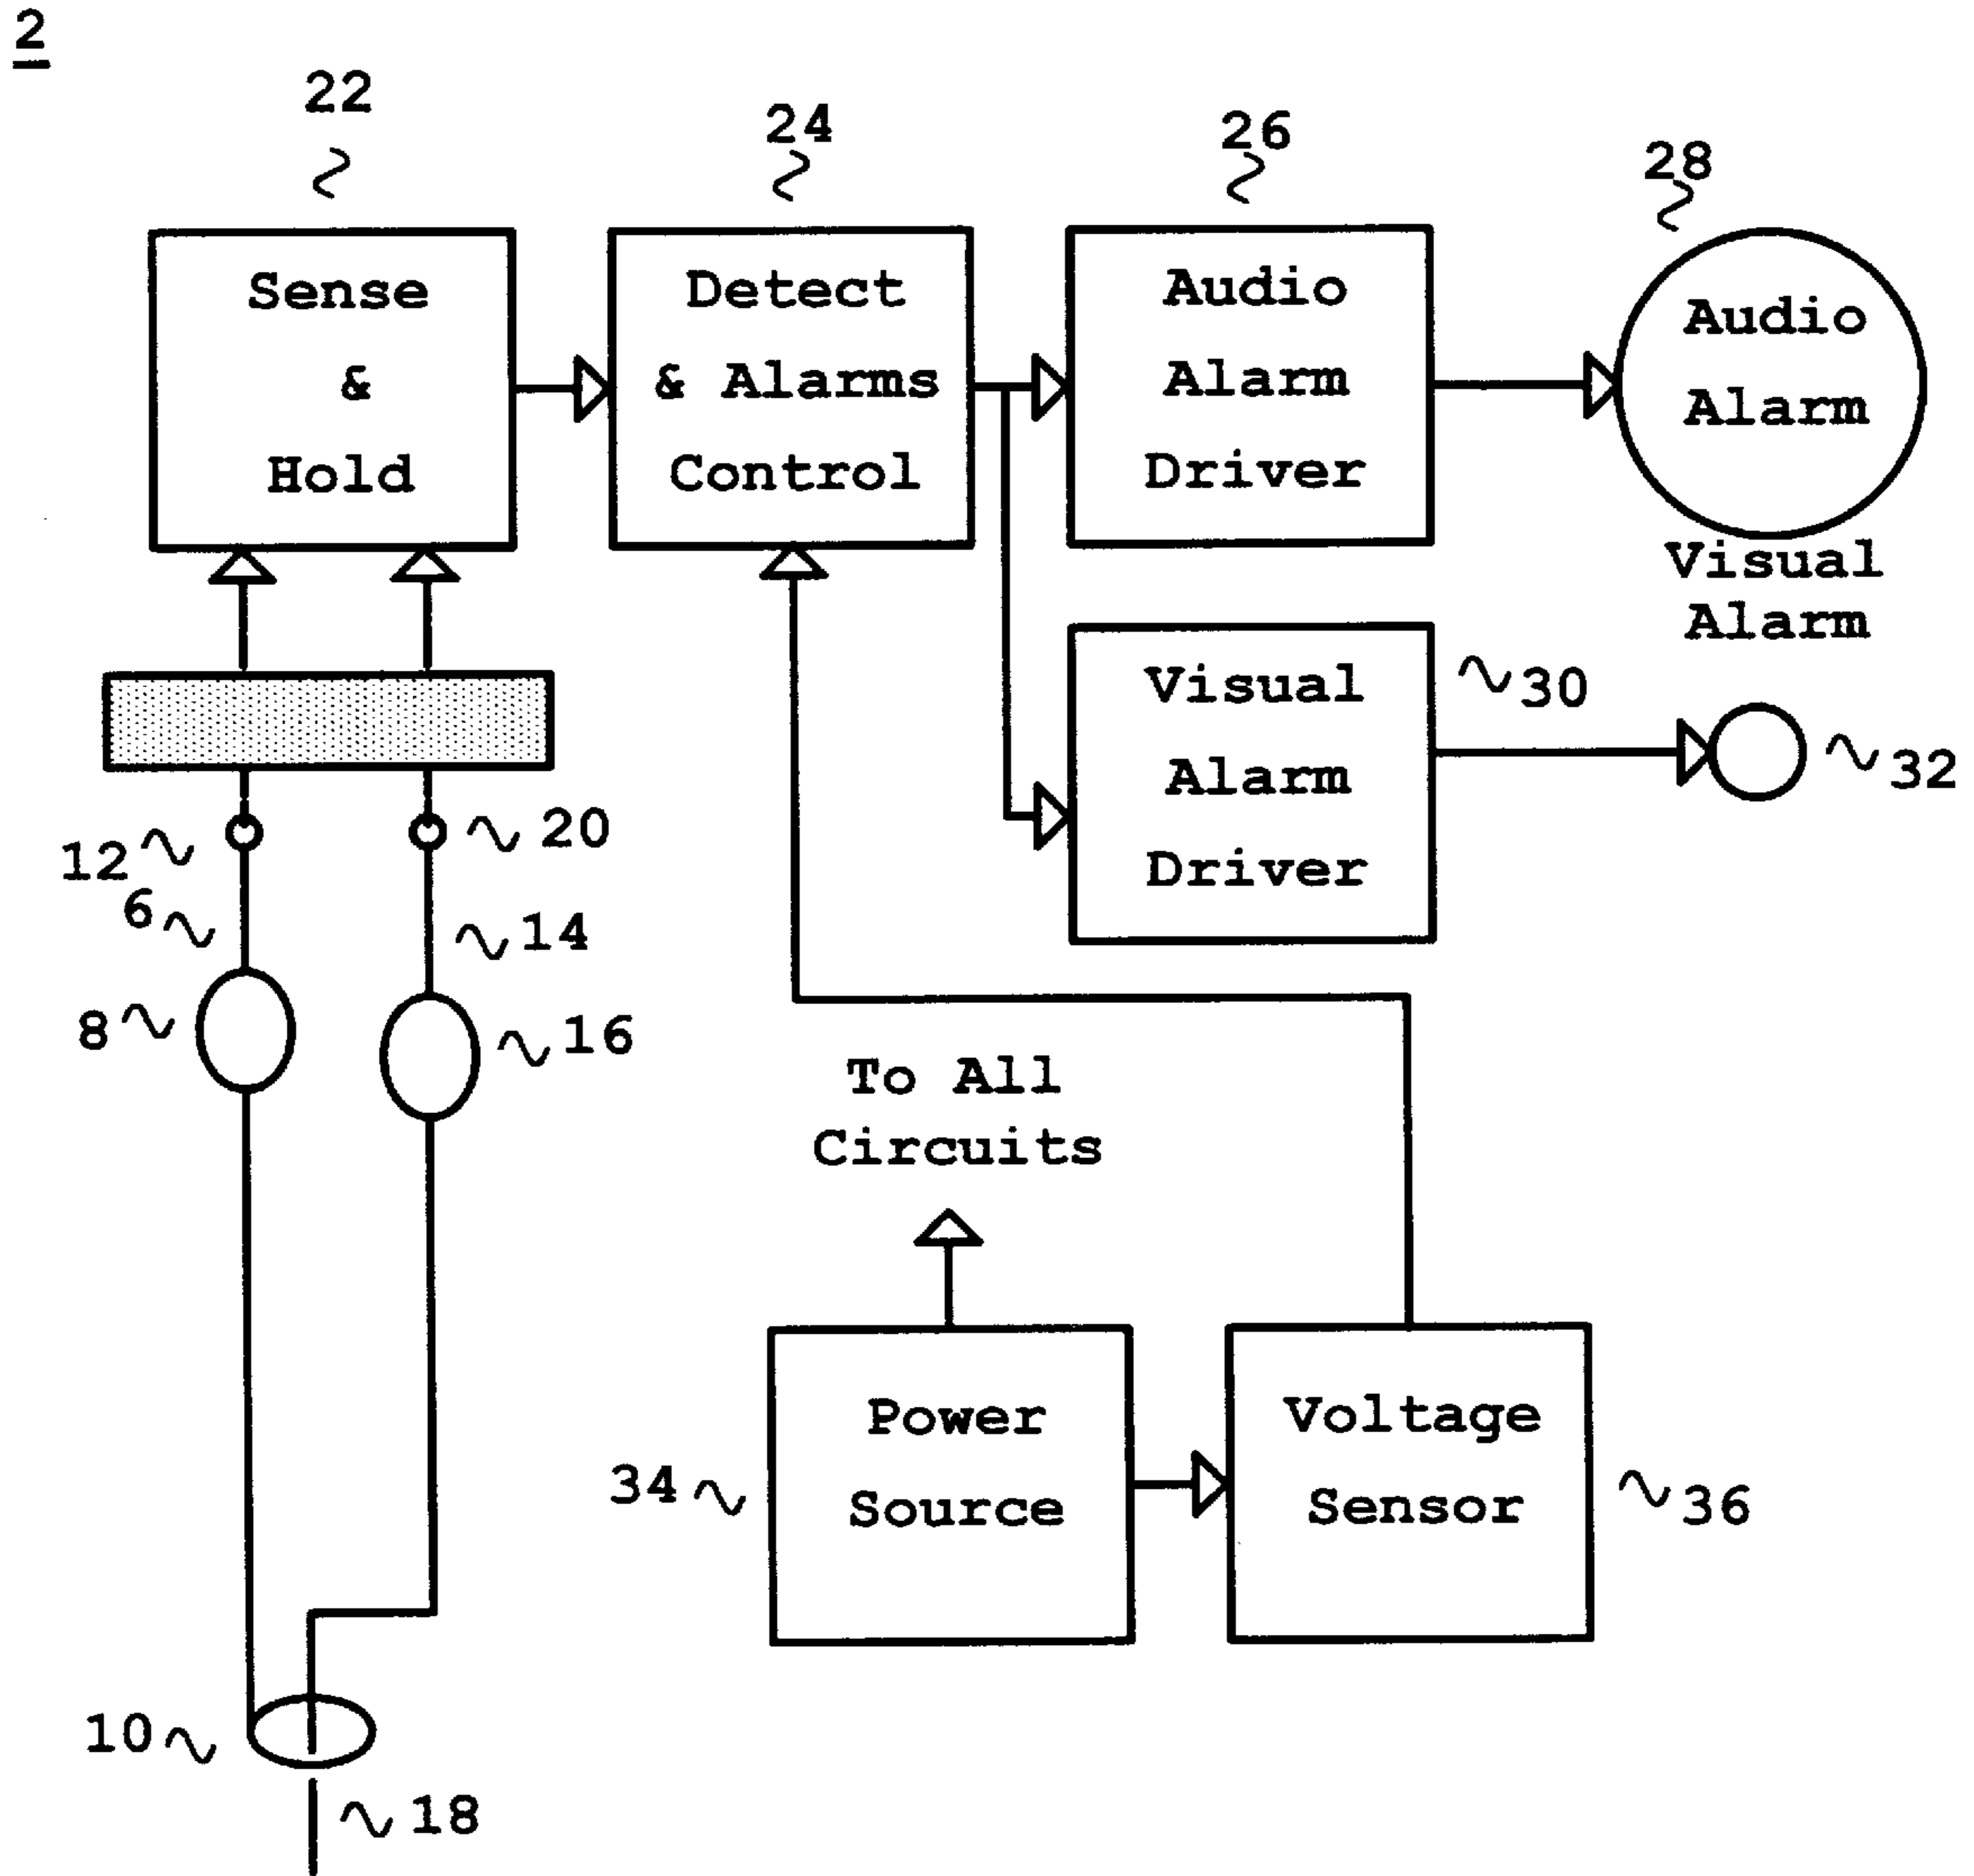 2
22
24
26
28
Sense
&
Hold
Detect
& Alarms
Control
Audio
Alarm
Driver
Audio
Alarm
Visual
Alarm
Visual
Alarm
Driver
30
32
12
20
6
14
8
16
To All
Circuits
Power
Source
Voltage
Sensor
34
36
10
18